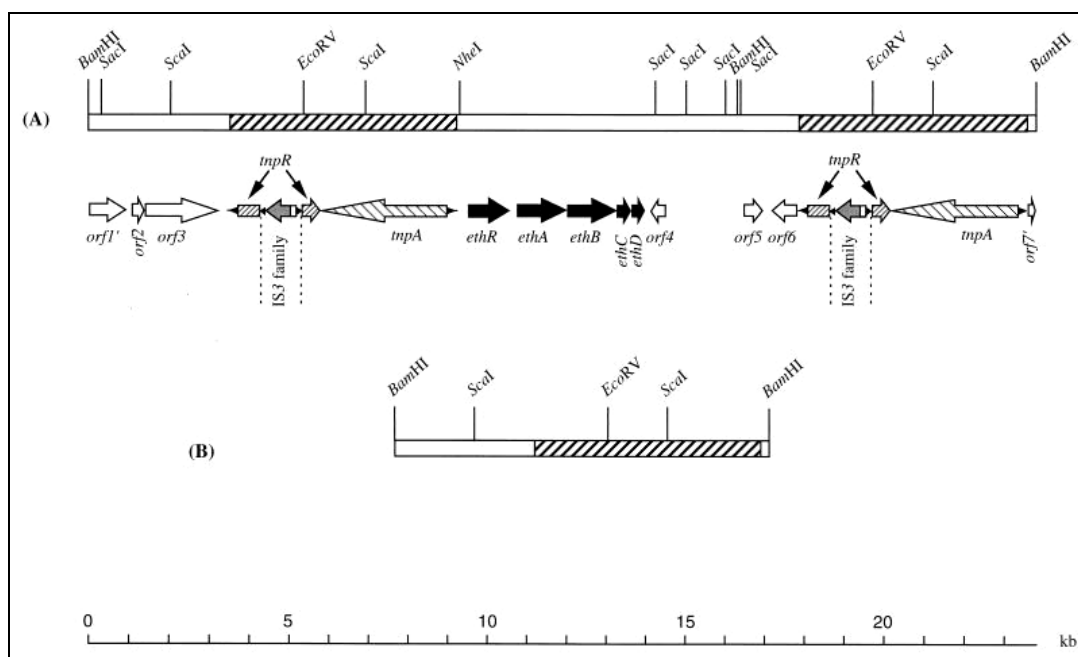 BamHI SacI ScaI EcoRV ScaI NheI SacI SacI SacI BamHI SacI EcoRV ScaI BamHI
(A)
tnpR tnpR
orf1' orf2 orf3 tnpA ethR ethA ethB ethC ethD orf4 orf5 orf6 tnpA orf7'
IS3 family IS3 family
BamHI ScaI EcoRV ScaI BamHI
(B)
0 5 10 15 20
kb